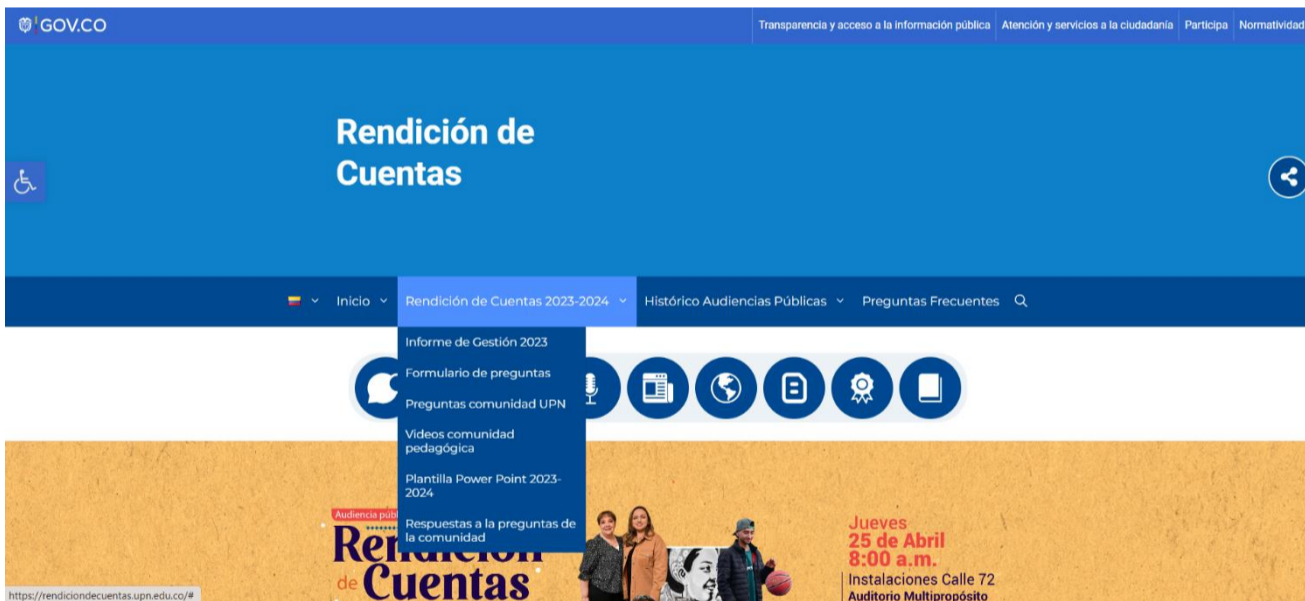 GOV.CO
Transparencia y acceso a la información pública
Atención y servicios a la ciudadanía
Participa
Normatividad
Rendición de
Cuentas
Inicio
Rendición de Cuentas 2023-2024
Histórico Audiencias Públicas
Preguntas Frecuentes
Informe de Gestión 2023
Formulario de preguntas
Preguntas comunidad UPN
Videos comunidad
pedagógica
Plantilla Power Point 2023-
2024
Respuestas a la preguntas de
la comunidad
Audiencia
Rendición
de Cuentas
Jueves
25 de Abril
8:00 a.m.
Instalaciones Calle 72
Auditorio Multipropósito
https://rendiciondecuentas.upn.edu.co/#